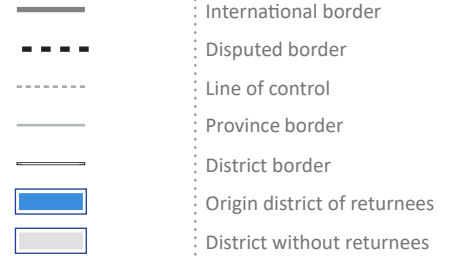 International border
Disputed border
Line of control
Province border
District border
Origin district of returnees
District without returnees